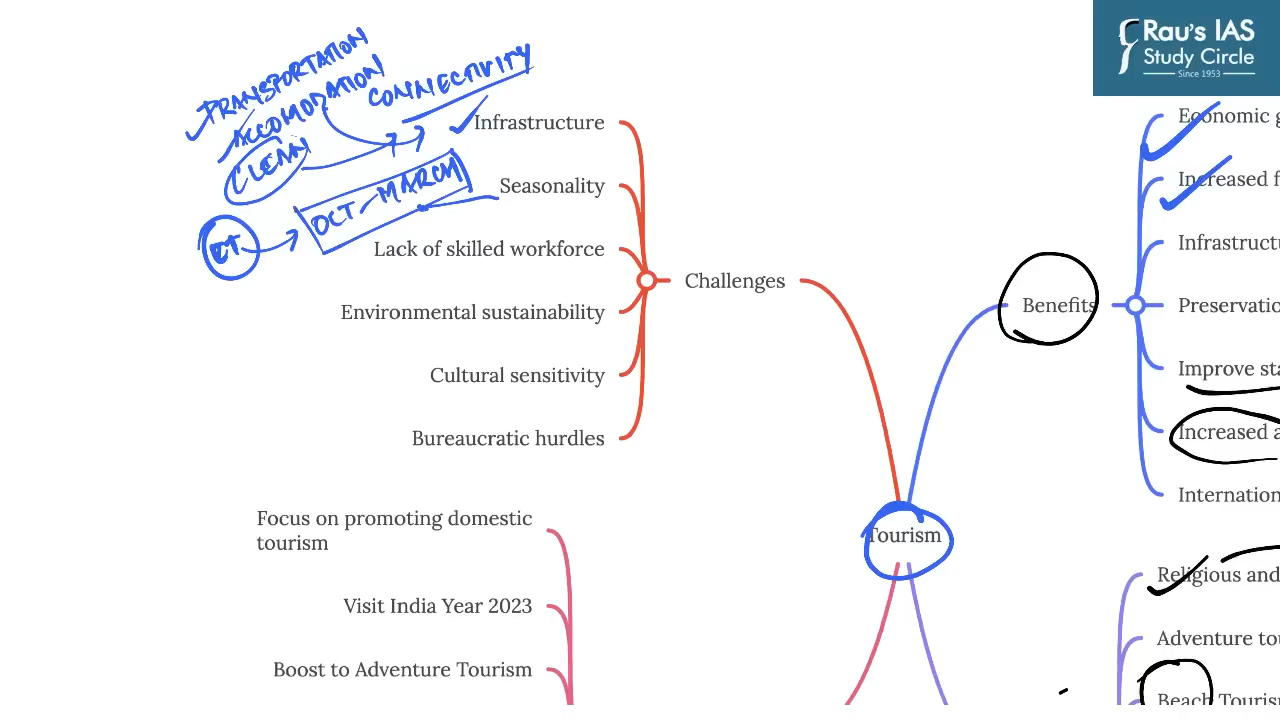 Rau's IAS
Study Circle
Since 1953
TRANSPORTATION
ACCOMODATION
CONNECTIVITY
CLEAN
OCT-MARCH
Infrastructure
Seasonality
Lack of skilled workforce
Environmental sustainability
Cultural sensitivity
Bureaucratic hurdles
Challenges
Benefits
Economic g
Increased f
Infrastructu
Preservatio
Improve sta
Increased a
Internation
Tourism
Focus on promoting domestic
tourism
Visit India Year 2023
Boost to Adventure Tourism
Religious and
Adventure tou
Beach Touris